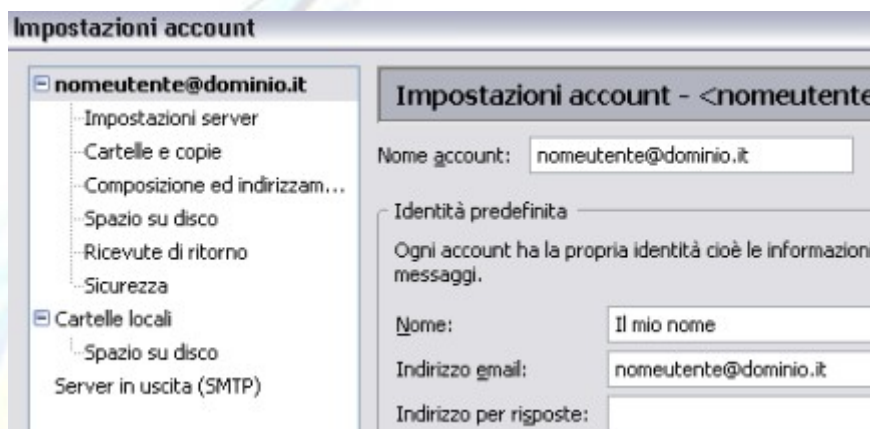 Impostazioni account
nomeutente@dominio.it
Impostazioni server
Cartelle e copie
Composizione ed indirizzam...
Spazio su disco
Ricevute di ritorno
Sicurezza
Cartelle locali
Spazio su disco
Server in uscita (SMTP)
Impostazioni account - <nomeutente
Nome account: nomeutente@dominio.it
Identità predefinita
Ogni account ha la propria identità cioè le informazion
messaggi.
Nome: Il mio nome
Indirizzo email: nomeutente@dominio.it
Indirizzo per risposte: